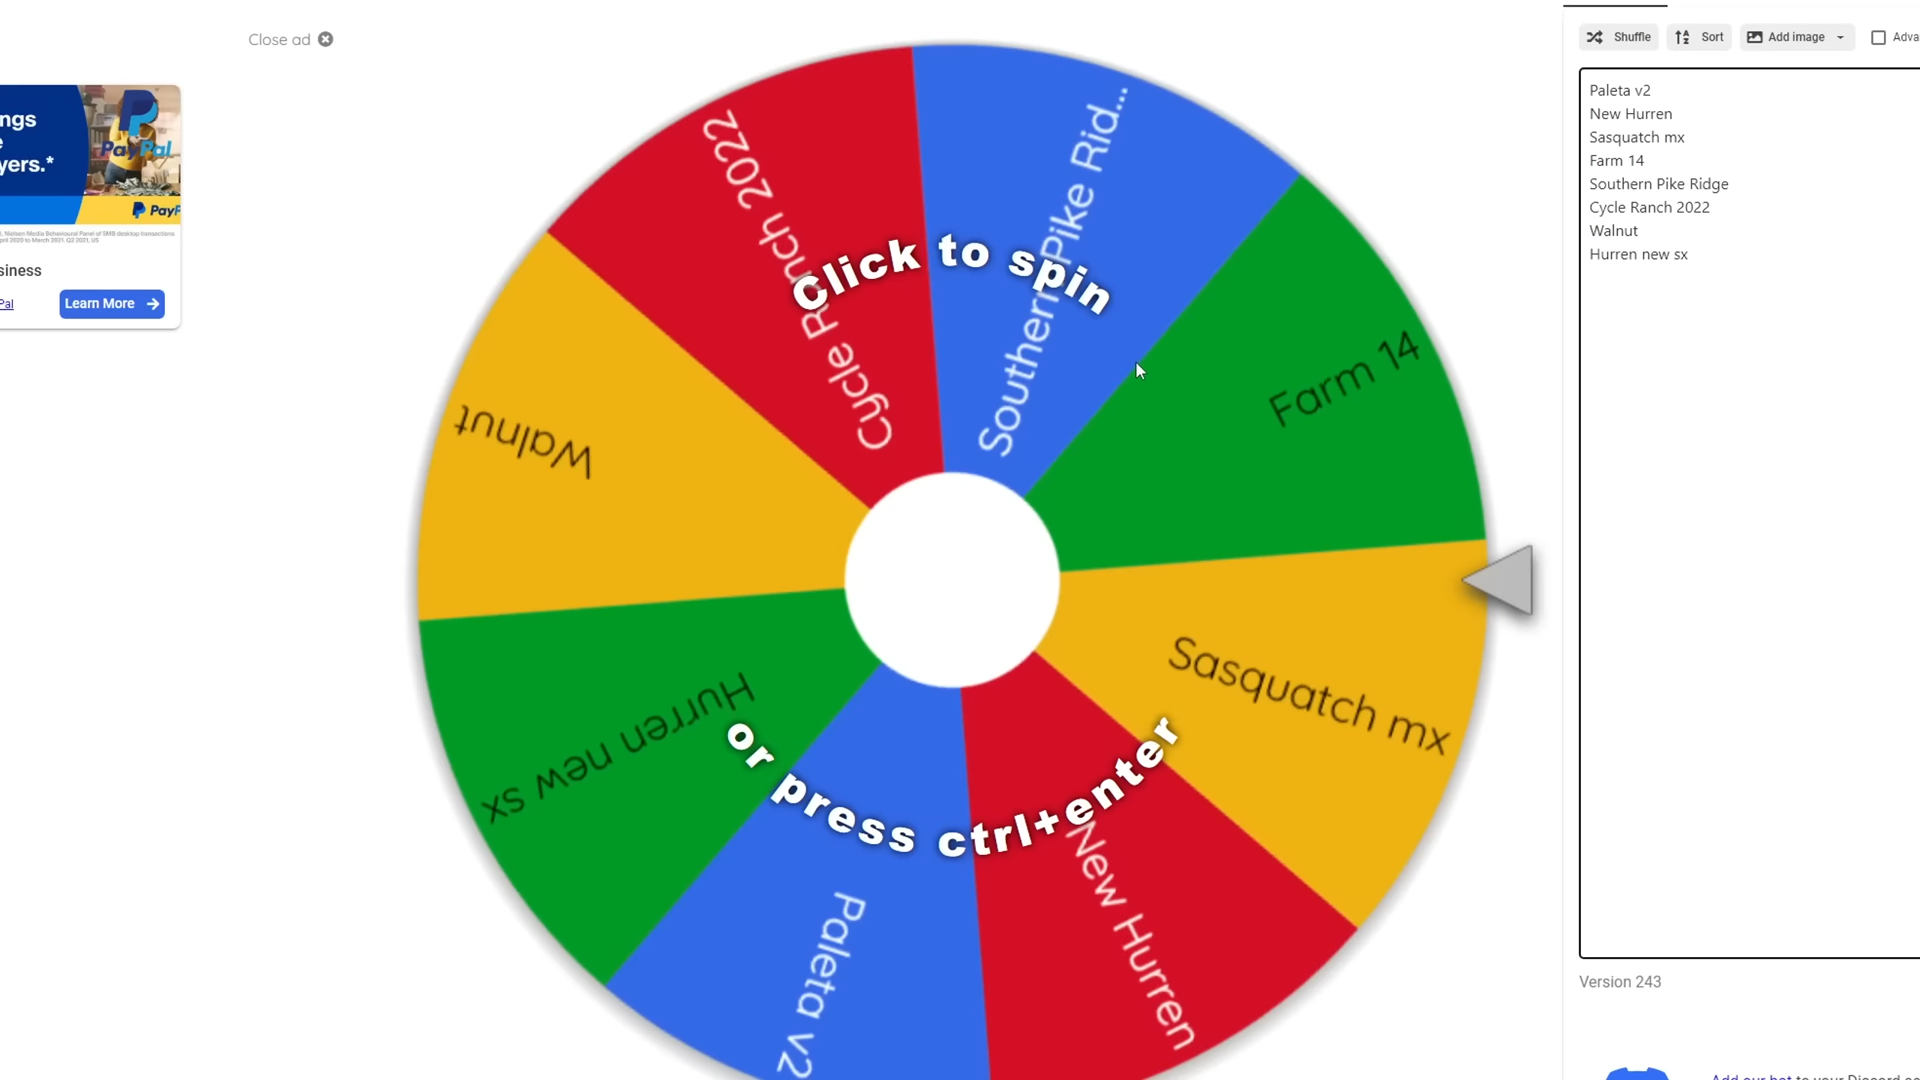 Close ad
ngs
e
yers.*
PayPal
PayP
siness
Pal
Learn More
Click to spin
or press ctrl+enter
Cycle Ranch 2022
Southern Pike Rid...
Farm 14
Sasquatch mx
New Hurren
Paleta v2
Hurren new sx
Walnut
Shuffle
Sort
Add image
Adva
Paleta v2
New Hurren
Sasquatch mx
Farm 14
Southern Pike Ridge
Cycle Ranch 2022
Walnut
Hurren new sx
Version 243